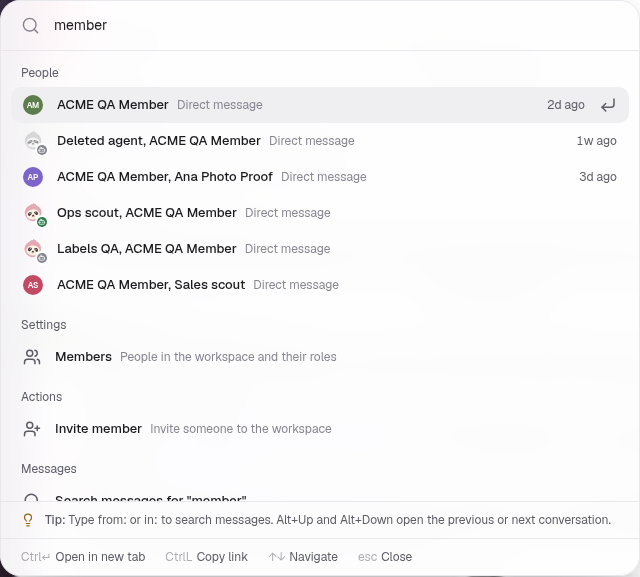 member
People
AM ACME QA Member Direct message 2d ago
Deleted agent, ACME QA Member Direct message 1w ago
AP ACME QA Member, Ana Photo Proof Direct message 3d ago
Ops scout, ACME QA Member Direct message
Labels QA, ACME QA Member Direct message
AS ACME QA Member, Sales scout Direct message
Settings
Members People in the workspace and their roles
Actions
Invite member Invite someone to the workspace
Messages
Search messages for "member"
Tip: Type from: or in: to search messages. Alt+Up and Alt+Down open the previous or next conversation.
Ctrl↵ Open in new tab CtrlL Copy link ↑↓ Navigate esc Close